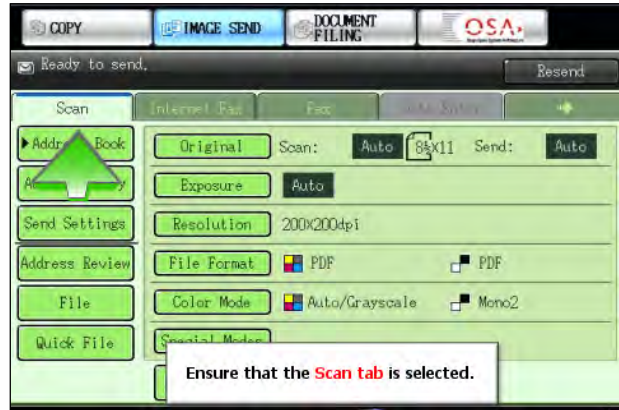 COPY
IMAGE SEND
DOCUMENT
FILING
OSA
Ready to send.
Resend
Scan
Internet Fax
Fax
Address Book
Original
Scan:
Auto
8½X11
Send:
Auto
Exposure
Auto
Send Settings
Resolution
200X200dpi
Address Review
File Format
PDF
PDF
File
Color Mode
Auto/Grayscale
Mono2
Quick File
Special Modes
Ensure that the Scan tab is selected.